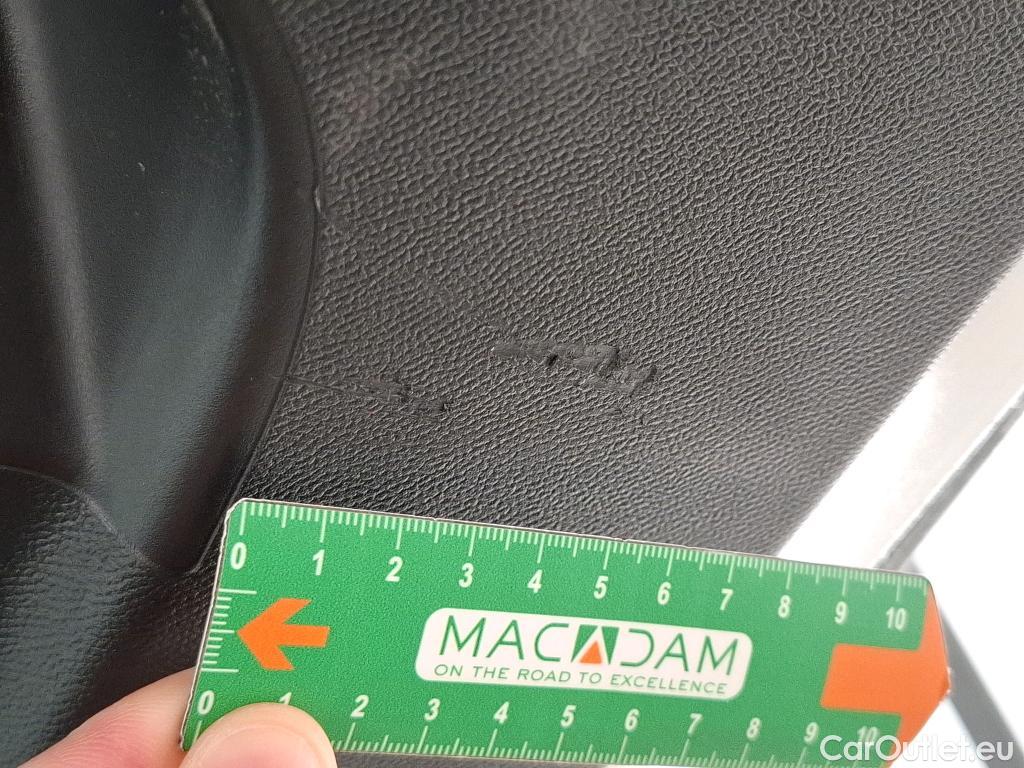 0 1 2 3 4 5 6 7 8 9 10
MACADAM
ON THE ROAD TO EXCELLENCE
0 1 2 3 4 5 6 7 8 9 10
CarOutlet.eu